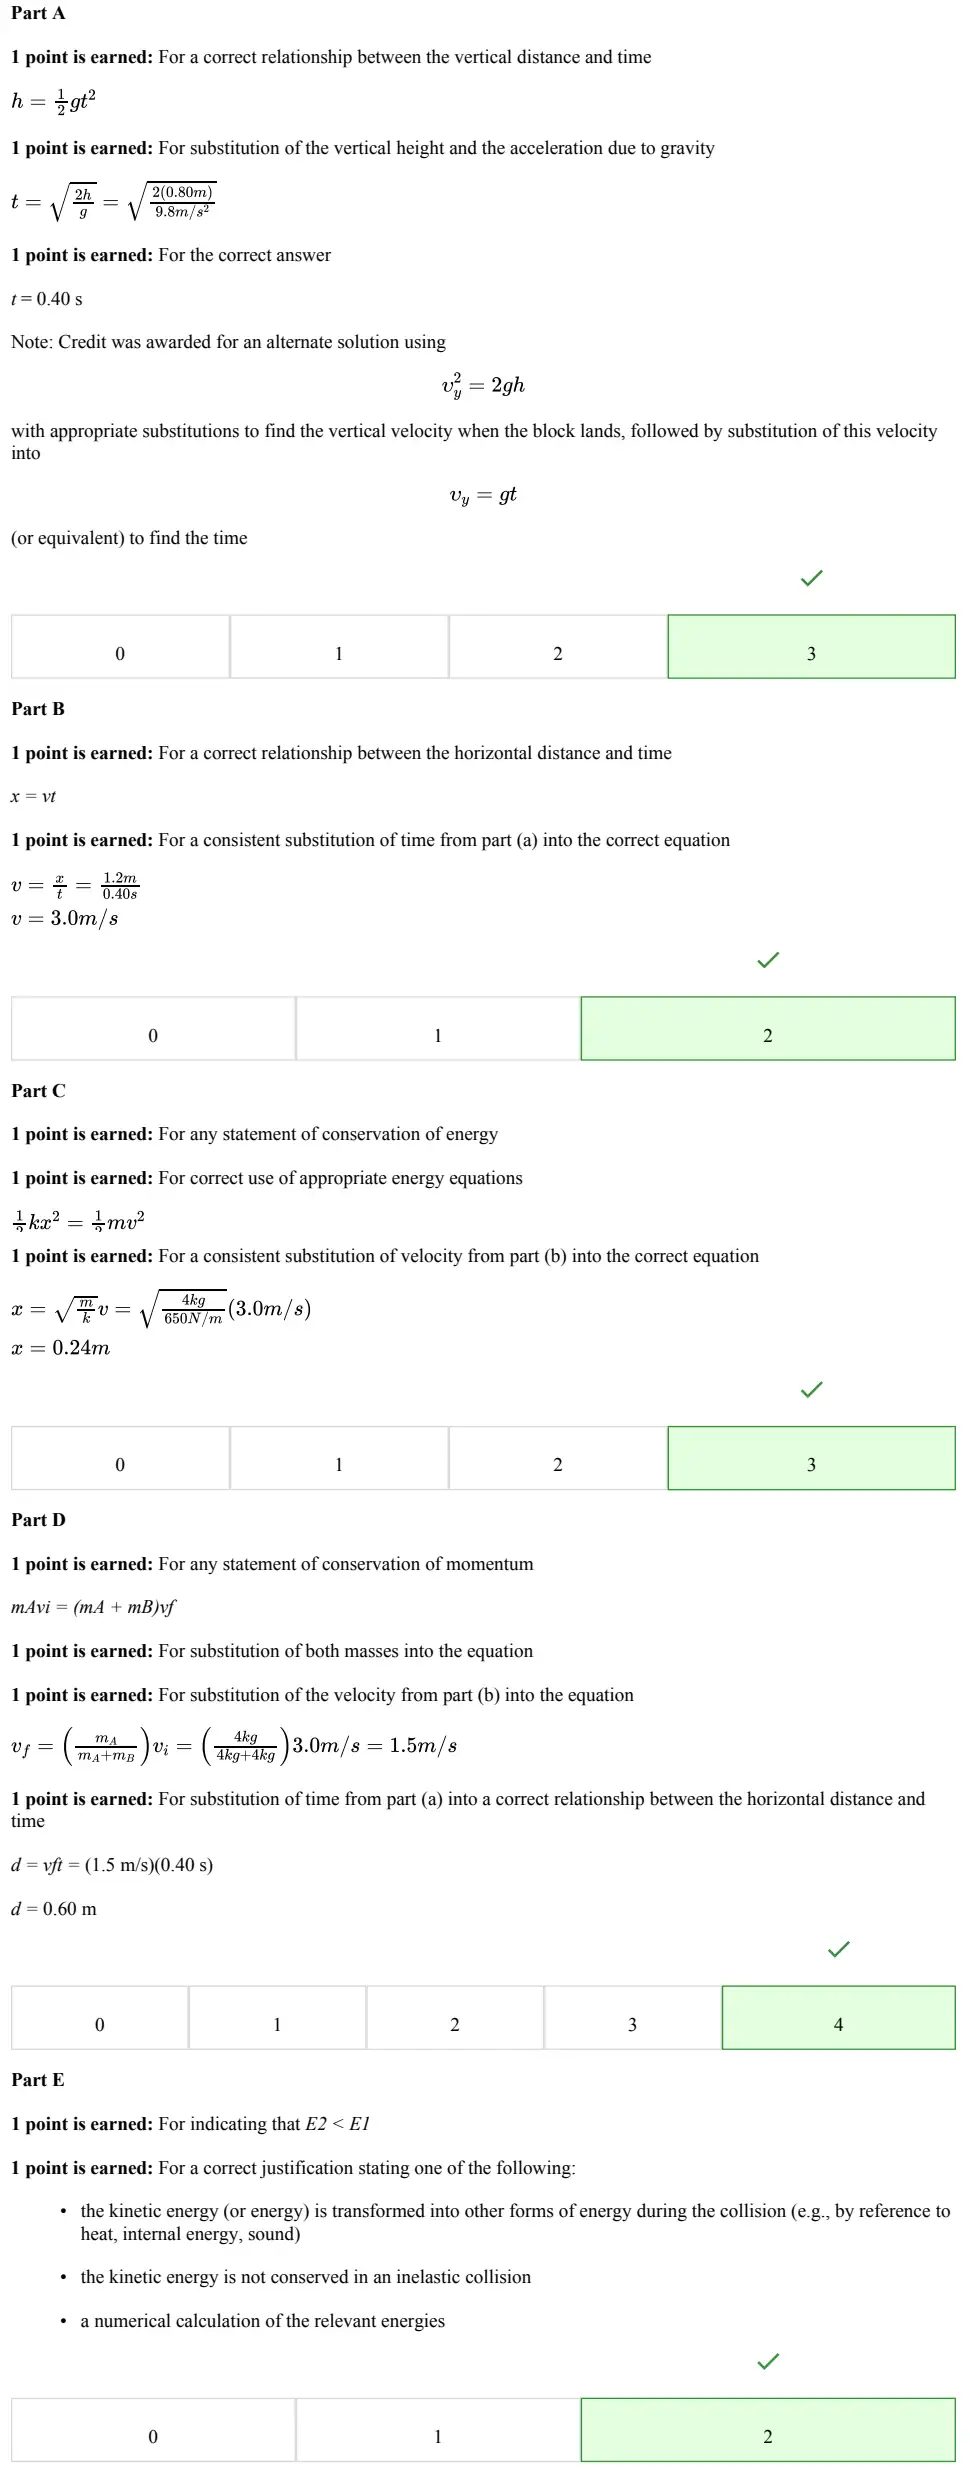 Part A
1 point is earned: For a correct relationship between the vertical distance and time
h = 1/2 gt²
1 point is earned: For substitution of the vertical height and the acceleration due to gravity
t = √(2h/g) = √(2(0.80m)/9.8m/s²)
1 point is earned: For the correct answer
t = 0.40 s
Note: Credit was awarded for an alternate solution using
υ_y² = 2gh
with appropriate substitutions to find the vertical velocity when the block lands, followed by substitution of this velocity
into
υ_y = gt
(or equivalent) to find the time
✓
0 1 2 3
Part B
1 point is earned: For a correct relationship between the horizontal distance and time
x = vt
1 point is earned: For a consistent substitution of time from part (a) into the correct equation
v = x/t = 1.2m/0.40s
v = 3.0m/s
✓
0 1 2
Part C
1 point is earned: For any statement of conservation of energy
1 point is earned: For correct use of appropriate energy equations
1/2 kx² = 1/2 mv²
1 point is earned: For a consistent substitution of velocity from part (b) into the correct equation
x = √(m/k) v = √(4kg/650N/m) (3.0m/s)
x = 0.24m
✓
0 1 2 3
Part D
1 point is earned: For any statement of conservation of momentum
mAvi = (mA + mB)vf
1 point is earned: For substitution of both masses into the equation
1 point is earned: For substitution of the velocity from part (b) into the equation
υ_f = (m_A/(m_A+m_B)) υ_i = (4kg/(4kg+4kg)) 3.0m/s = 1.5m/s
1 point is earned: For substitution of time from part (a) into a correct relationship between the horizontal distance and
time
d = vft = (1.5 m/s)(0.40 s)
d = 0.60 m
✓
0 1 2 3 4
Part E
1 point is earned: For indicating that E2 < E1
1 point is earned: For a correct justification stating one of the following:
• the kinetic energy (or energy) is transformed into other forms of energy during the collision (e.g., by reference to
heat, internal energy, sound)
• the kinetic energy is not conserved in an inelastic collision
• a numerical calculation of the relevant energies
✓
0 1 2